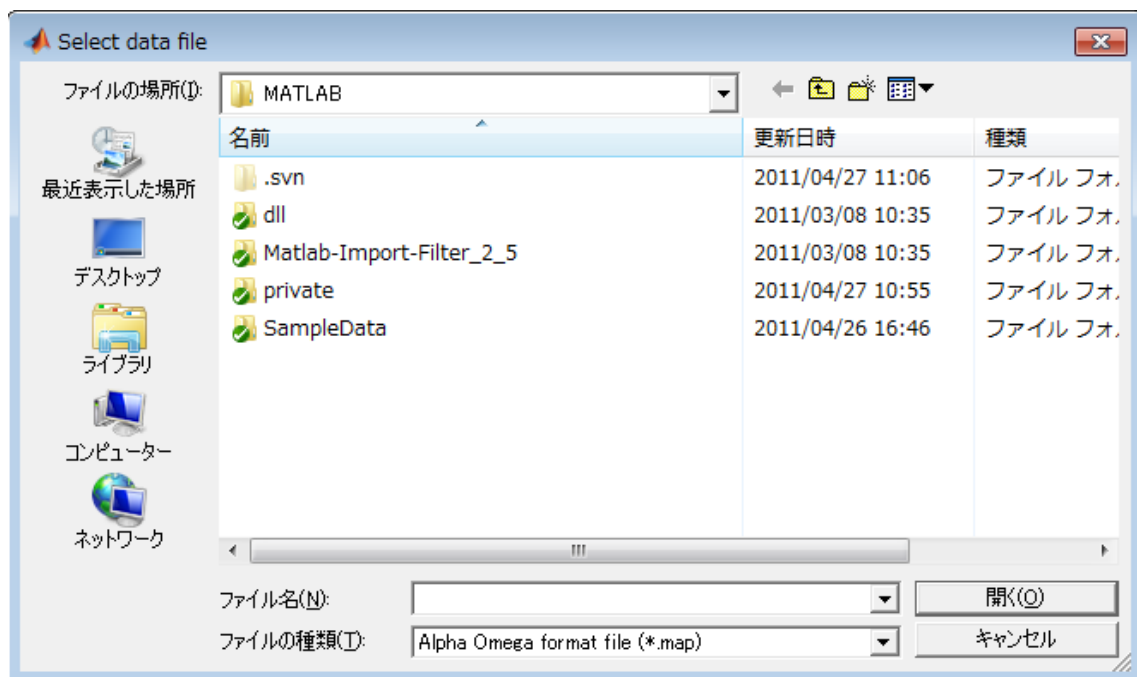 Select data file
ファイルの場所(I):
MATLAB
名前
更新日時
種類
最近表示した場所
デスクトップ
ライブラリ
コンピューター
ネットワーク
.svn
2011/04/27 11:06
ファイル フォ
dll
2011/03/08 10:35
ファイル フォ
Matlab-Import-Filter_2_5
2011/03/08 10:35
ファイル フォ
private
2011/04/27 10:55
ファイル フォ
SampleData
2011/04/26 16:46
ファイル フォ
ファイル名(N):
開く(O)
ファイルの種類(T):
Alpha Omega format file (*.map)
キャンセル